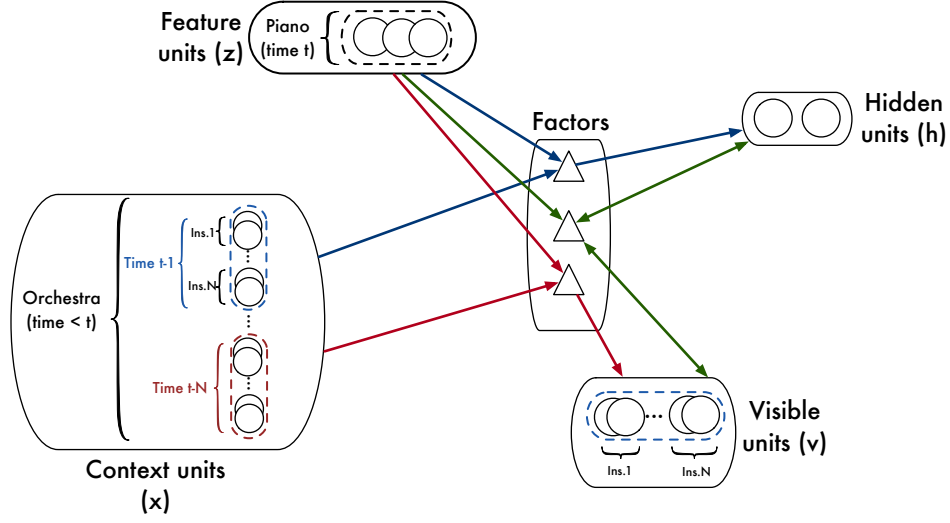 Feature
units (z)
Piano
(time t)
Factors
Hidden
units (h)
Orchestra
(time < t)
Time t-1
Ins.1
Ins.N
Time t-N
Context units
(x)
Visible
units (v)
Ins.1
Ins.N